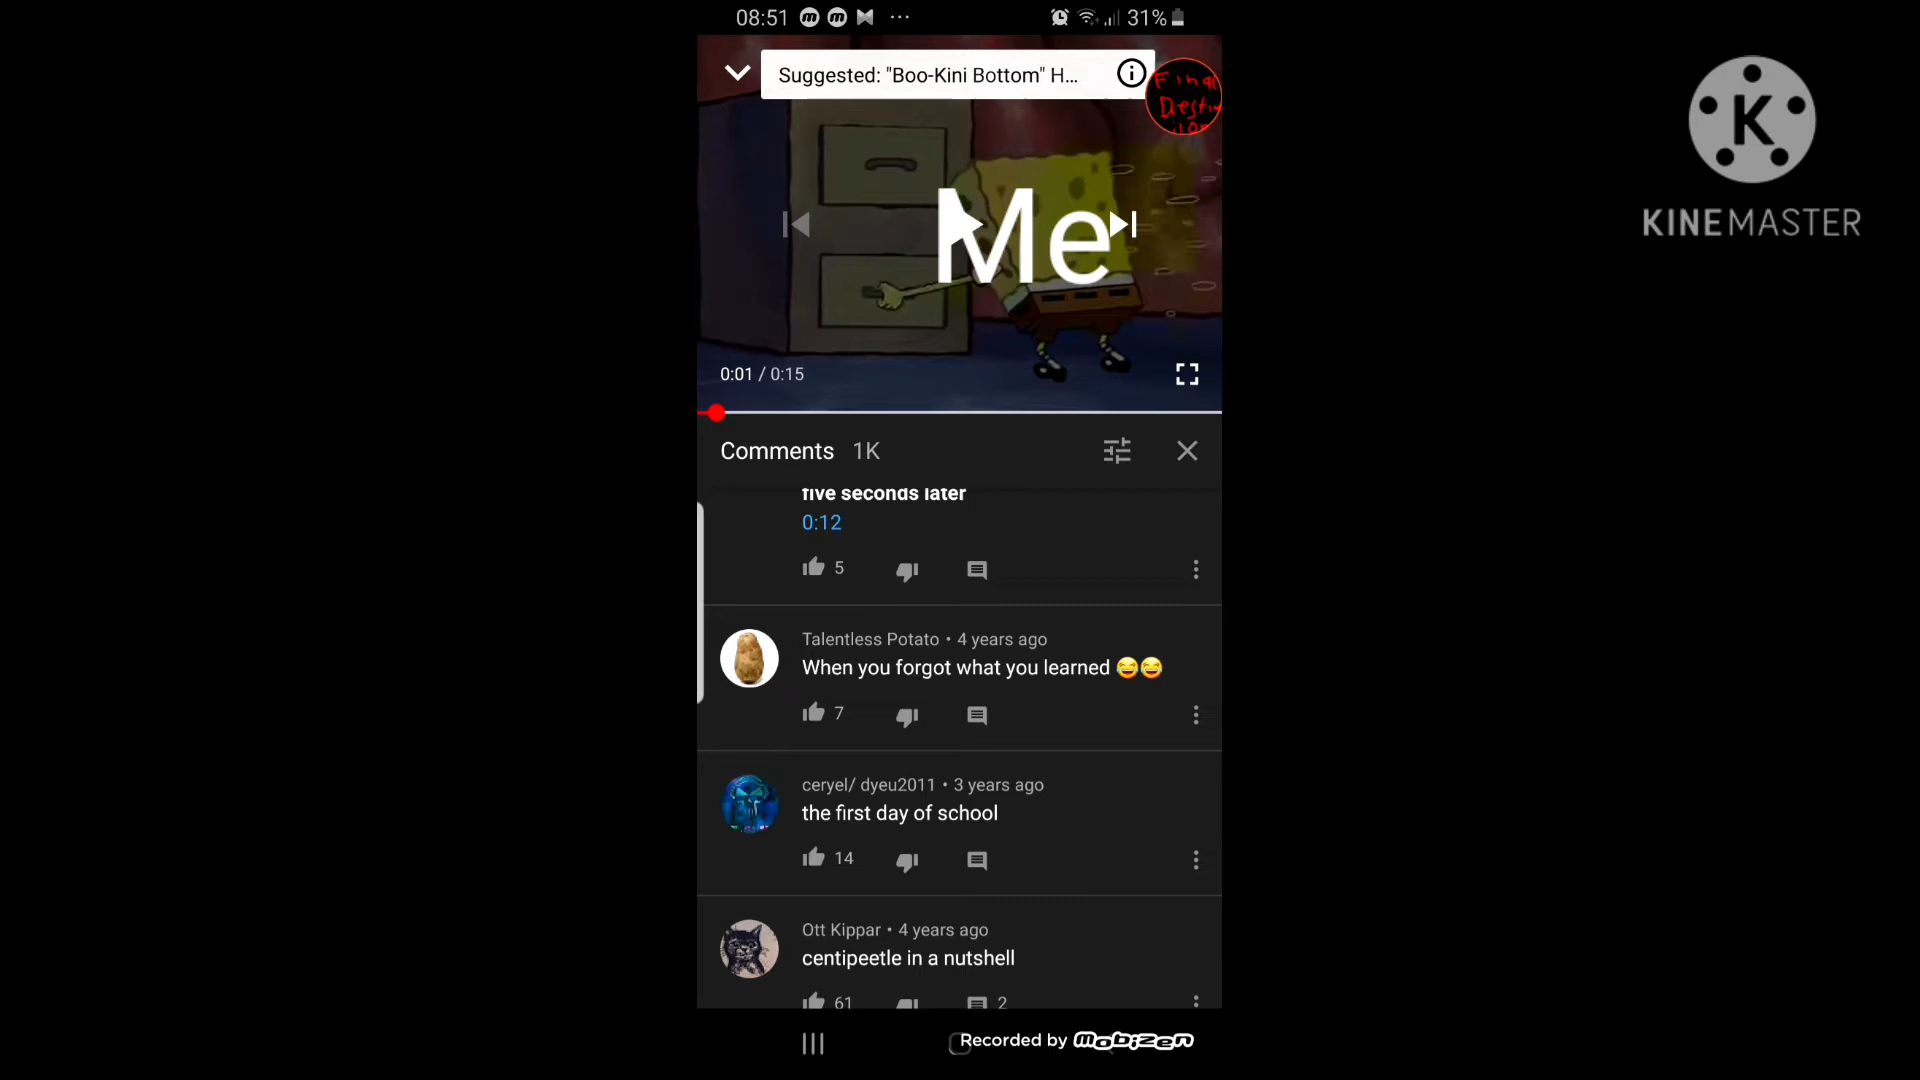 08:51 31%
Suggested: "Boo-Kini Bottom" H...
Final
Desti
Me
K
KINEMASTER
0:01 / 0:15
Comments 1K
five seconds later
0:12
5
Talentless Potato • 4 years ago
When you forgot what you learned 😂😂
7
ceryel/ dyeu2011 • 3 years ago
the first day of school
14
Ott Kippar • 4 years ago
centipeetle in a nutshell
61 2
Recorded by mobizen